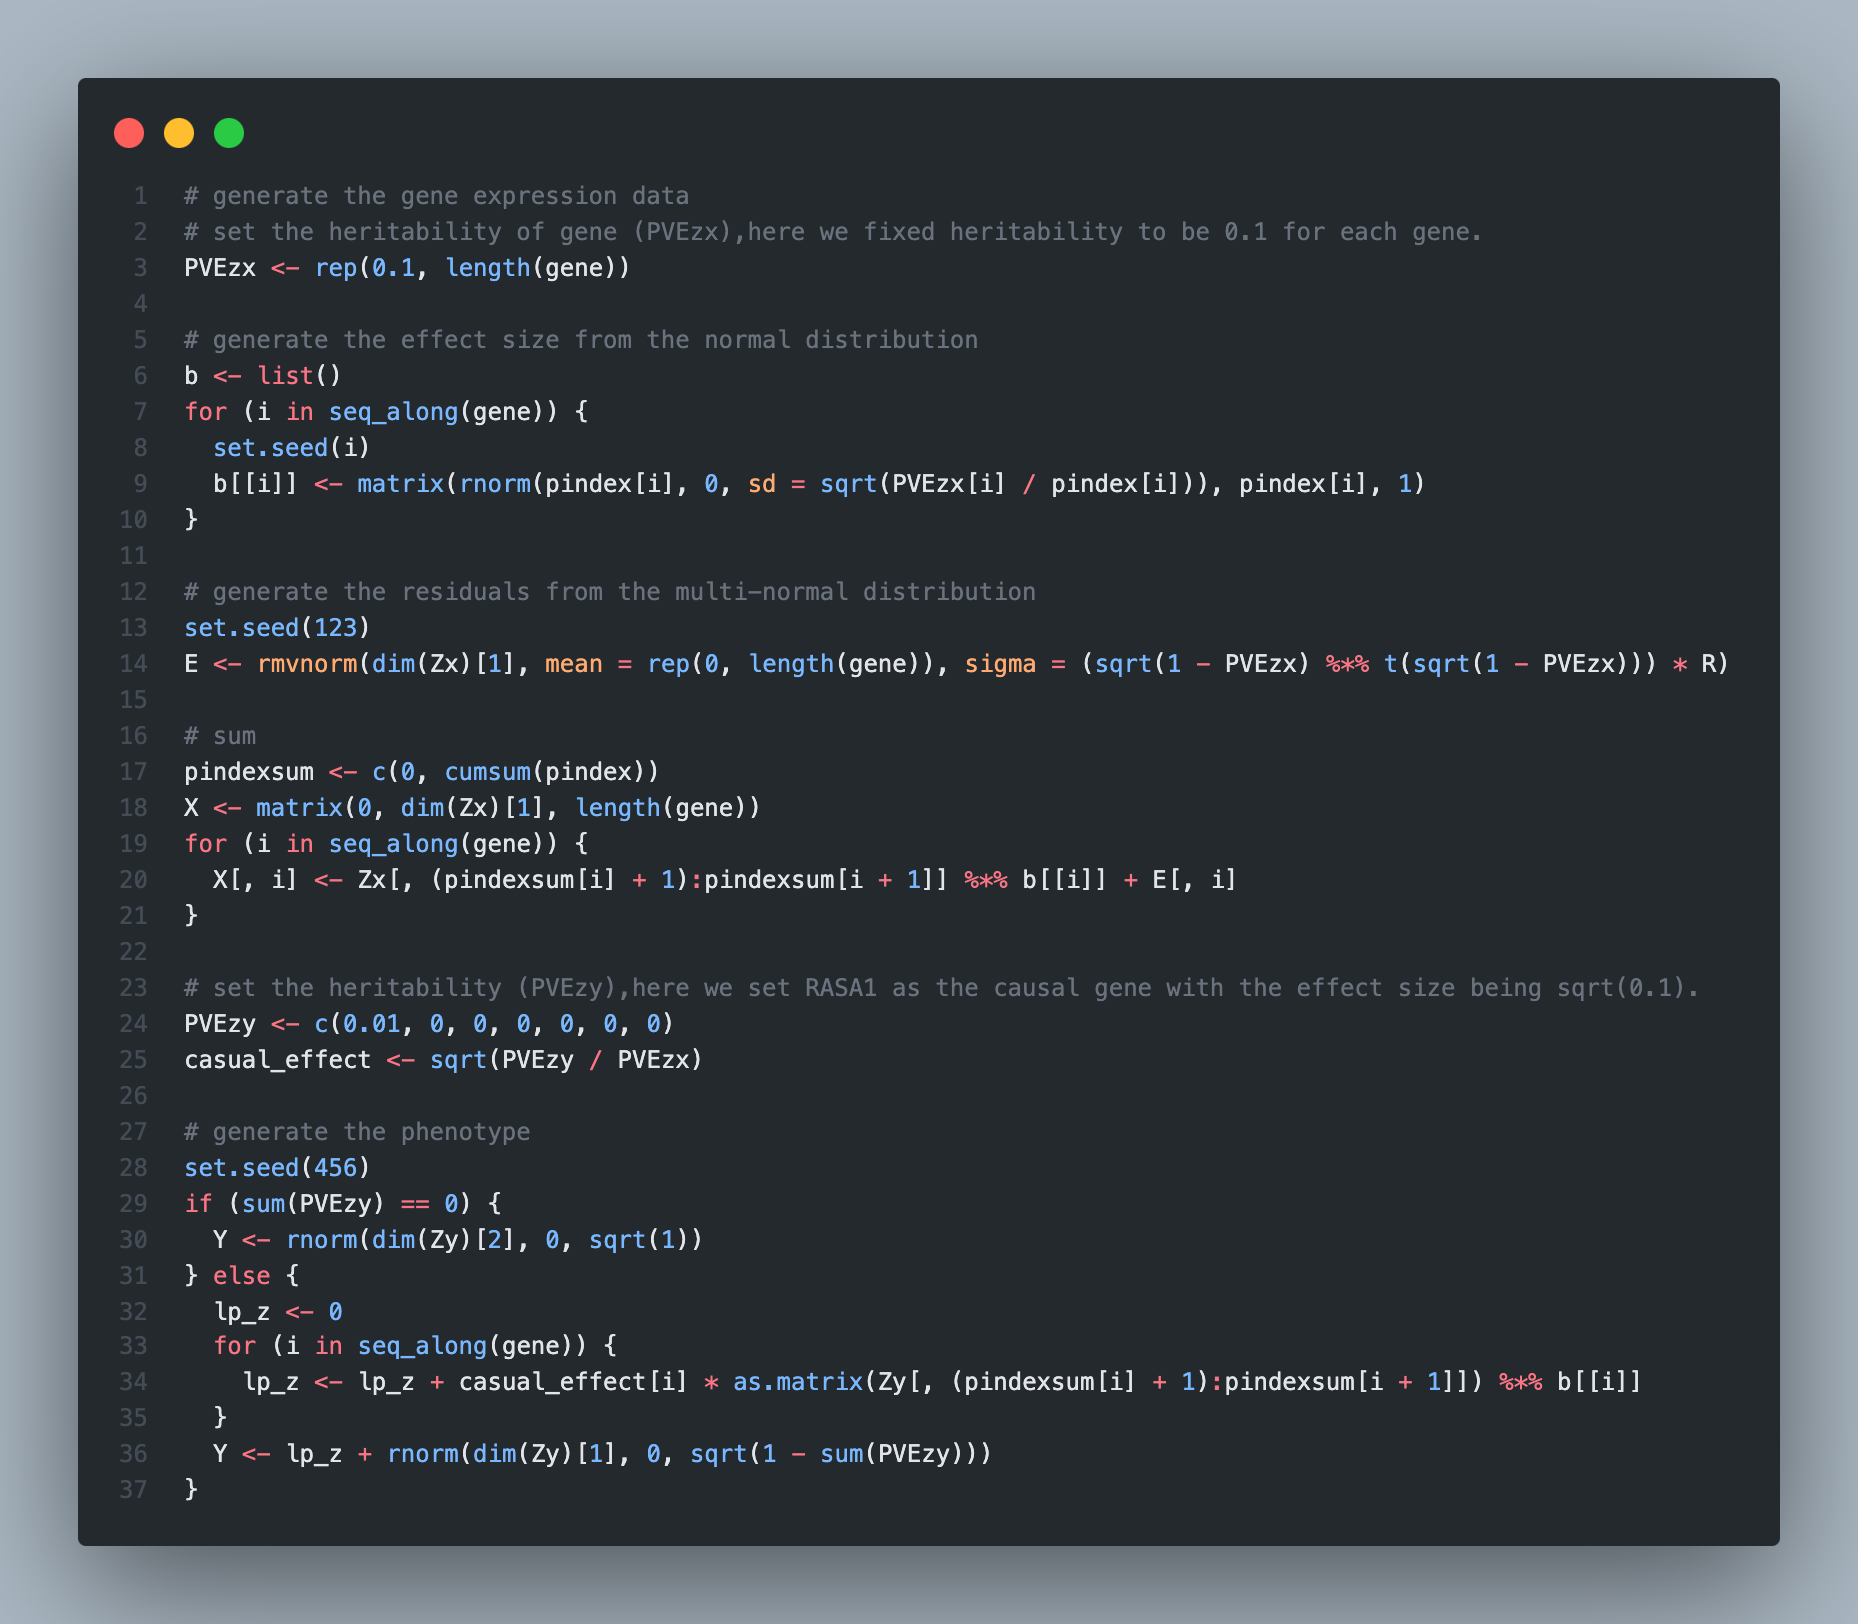 1 # generate the gene expression data
2 # set the heritability of gene (PVEzx),here we fixed heritability to be 0.1 for each gene.
3 PVEzx <- rep(0.1, length(gene))
4
5 # generate the effect size from the normal distribution
6 b <- list()
7 for (i in seq_along(gene)) {
8   set.seed(i)
9   b[[i]] <- matrix(rnorm(pindex[i], 0, sd = sqrt(PVEzx[i] / pindex[i])), pindex[i], 1)
10 }
11
12 # generate the residuals from the multi-normal distribution
13 set.seed(123)
14 E <- rmvnorm(dim(Zx)[1], mean = rep(0, length(gene)), sigma = (sqrt(1 - PVEzx) %*% t(sqrt(1 - PVEzx))) * R)
15
16 # sum
17 pindexsum <- c(0, cumsum(pindex))
18 X <- matrix(0, dim(Zx)[1], length(gene))
19 for (i in seq_along(gene)) {
20   X[, i] <- Zx[, (pindexsum[i] + 1):pindexsum[i + 1]] %*% b[[i]] + E[, i]
21 }
22
23 # set the heritability (PVEzy),here we set RASA1 as the causal gene with the effect size being sqrt(0.1).
24 PVEzy <- c(0.01, 0, 0, 0, 0, 0, 0)
25 casual_effect <- sqrt(PVEzy / PVEzx)
26
27 # generate the phenotype
28 set.seed(456)
29 if (sum(PVEzy) == 0) {
30   Y <- rnorm(dim(Zy)[2], 0, sqrt(1))
31 } else {
32   lp_z <- 0
33   for (i in seq_along(gene)) {
34     lp_z <- lp_z + casual_effect[i] * as.matrix(Zy[, (pindexsum[i] + 1):pindexsum[i + 1]]) %*% b[[i]]
35   }
36   Y <- lp_z + rnorm(dim(Zy)[1], 0, sqrt(1 - sum(PVEzy)))
37 }